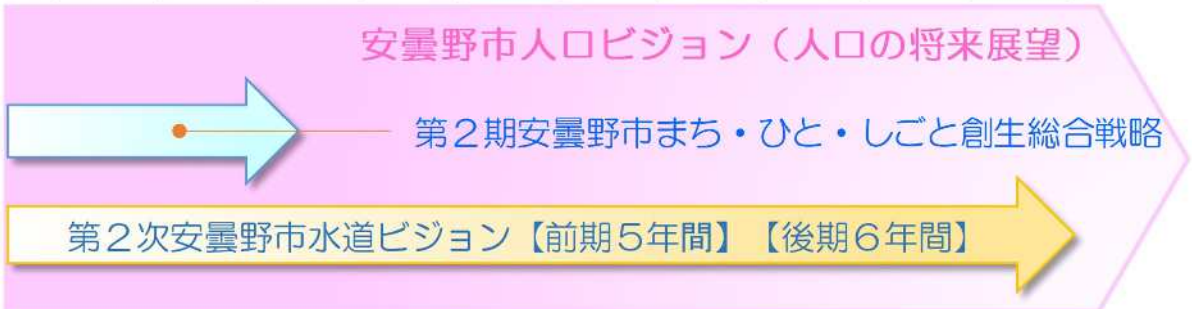 安曇野市人口ビジョン（人口の将来展望）
第２期安曇野市まち・ひと・しごと創生総合戦略
第２次安曇野市水道ビジョン【前期５年間】【後期６年間】